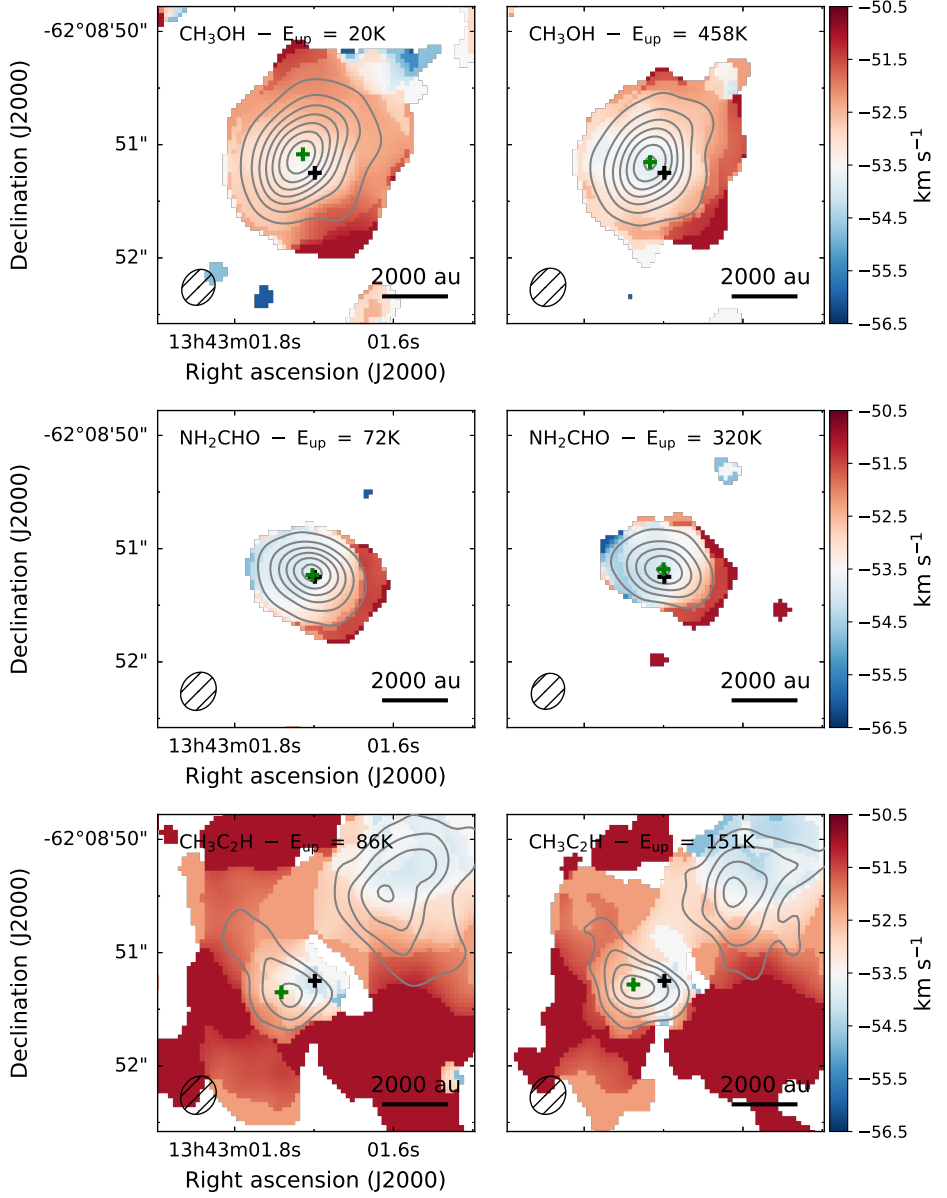 -62°08'50"
CH₃OH − E_up = 20K
CH₃OH − E_up = 458K
−50.5
−51.5
−52.5
−53.5
−54.5
−55.5
−56.5
km s⁻¹
Declination (J2000)
51"
52"
2000 au
2000 au
13h43m01.8s
01.6s
Right ascension (J2000)
-62°08'50"
NH₂CHO − E_up = 72K
NH₂CHO − E_up = 320K
−50.5
−51.5
−52.5
−53.5
−54.5
−55.5
−56.5
km s⁻¹
Declination (J2000)
51"
52"
2000 au
2000 au
13h43m01.8s
01.6s
Right ascension (J2000)
-62°08'50"
CH₃C₂H − E_up = 86K
CH₃C₂H − E_up = 151K
−50.5
−51.5
−52.5
−53.5
−54.5
−55.5
−56.5
km s⁻¹
Declination (J2000)
51"
52"
2000 au
2000 au
13h43m01.8s
01.6s
Right ascension (J2000)